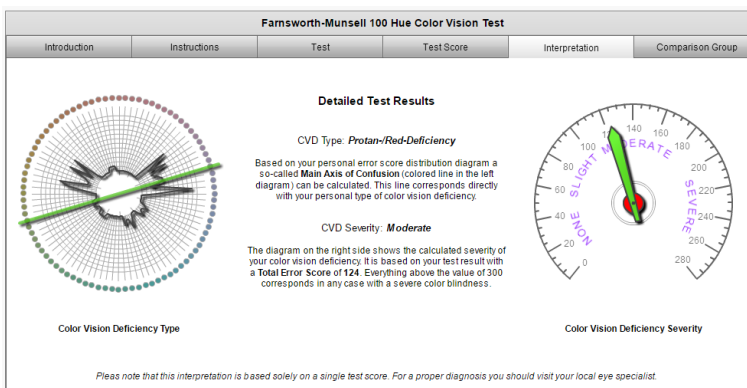 Farnsworth-Munsell 100 Hue Color Vision Test
Introduction
Instructions
Test
Test Score
Interpretation
Comparison Group
Detailed Test Results
CVD Type: Protan-/Red-Deficiency
Based on your personal error score distribution diagram a
so-called Main Axis of Confusion (colored line in the left
diagram) can be calculated. This line corresponds directly
with your personal type of color vision deficiency.
CVD Severity: Moderate
The diagram on the right side shows the calculated severity of
your color vision deficiency. It is based on your test result with
a Total Error Score of 124. Everything above the value of 300
corresponds in any case with a severe color blindness.
Color Vision Deficiency Type
0
20
40
60
80
100
140
160
180
200
220
240
260
280
NONE
SLIGHT
SEVERE
Color Vision Deficiency Severity
Pleas note that this interpretation is based solely on a single test score. For a proper diagnosis you should visit your local eye specialist.